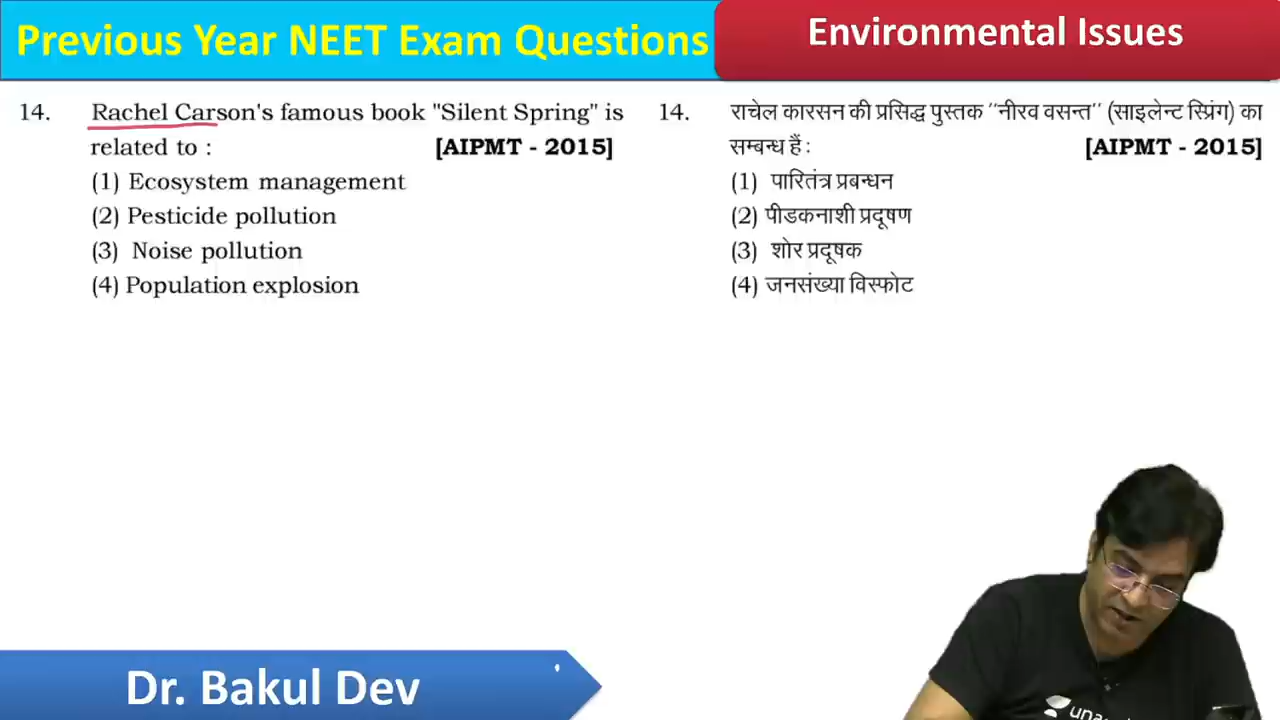 Previous Year NEET Exam Questions
Environmental Issues
14. Rachel Carson's famous book "Silent Spring" is
related to : [AIPMT - 2015]
(1) Ecosystem management
(2) Pesticide pollution
(3) Noise pollution
(4) Population explosion
14. राचेल कारसन की प्रसिद्ध पुस्तक ''नीरव वसन्त'' (साइलेन्ट स्प्रिंग) का
सम्बन्ध हैं : [AIPMT - 2015]
(1) पारितंत्र प्रबन्धन
(2) पीडकनाशी प्रदूषण
(3) शोर प्रदूषक
(4) जनसंख्या विस्फोट
Dr. Bakul Dev